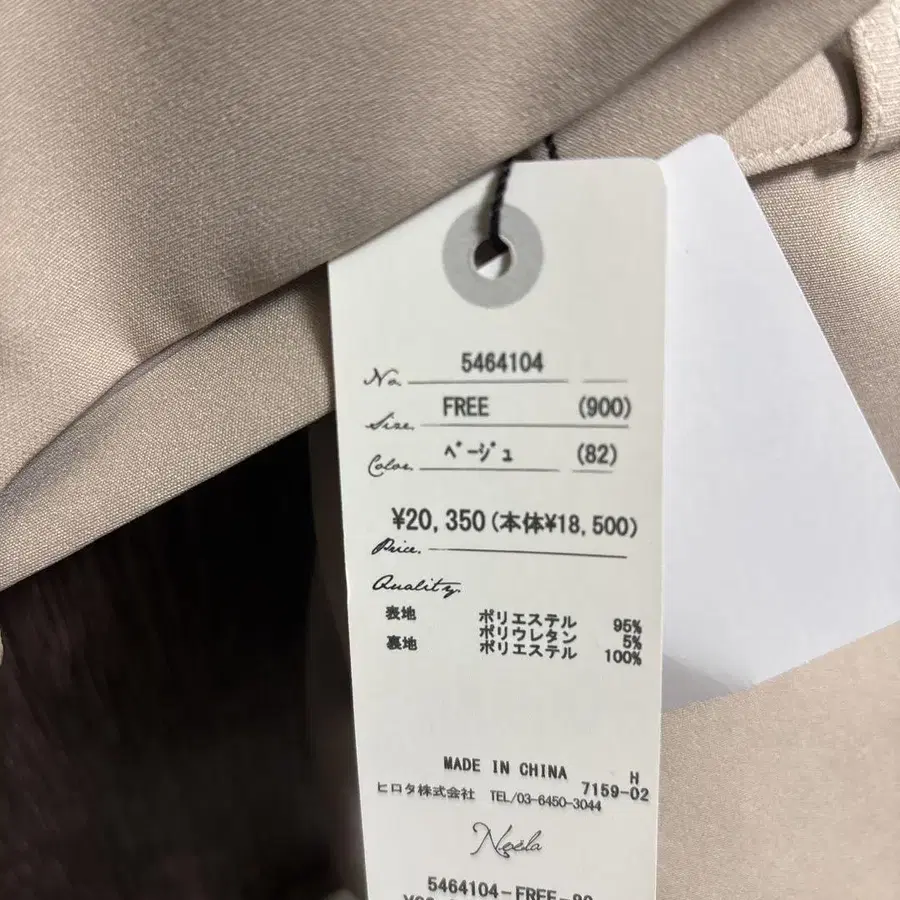 No. 5464104
Size. FREE (900)
Color. ﾍﾞｰｼﾞｭ (82)
¥20,350(本体¥18,500)
Price.
Quality.
表地 ポリエステル 95%
ポリウレタン 5%
裏地 ポリエステル 100%
MADE IN CHINA H
ヒロタ株式会社 TEL/03-6450-3044 7159-02
Noela
5464104-FREE-